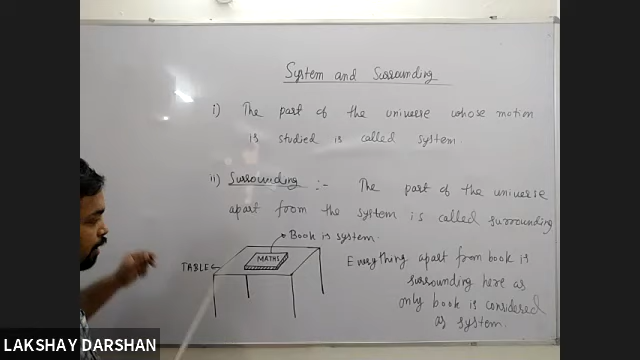 System and Surrounding
i) The part of the universe whose motion
is studied is called system
ii) Surrounding :- The part of the universe
apart from the system is called surrounding
Book is system.
MATHS
TABLE
Everything apart from book is
surrounding here as
only book is considered
as system.
LAKSHAY DARSHAN